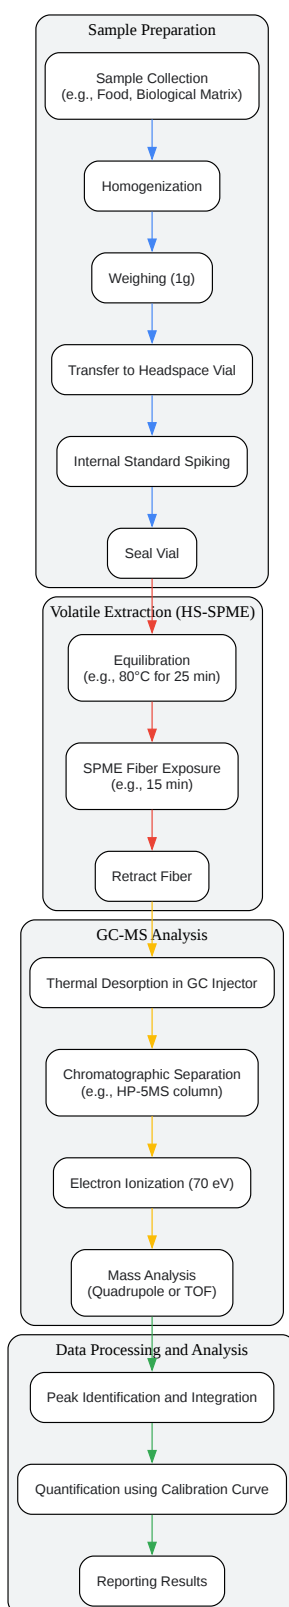 Sample Preparation
Sample Collection
(e.g., Food, Biological Matrix)
Homogenization
Weighing (1g)
Transfer to Headspace Vial
Internal Standard Spiking
Seal Vial
Volatile Extraction (HS-SPME)
Equilibration
(e.g., 80°C for 25 min)
SPME Fiber Exposure
(e.g., 15 min)
Retract Fiber
GC-MS Analysis
Thermal Desorption in GC Injector
Chromatographic Separation
(e.g., HP-5MS column)
Electron Ionization (70 eV)
Mass Analysis
(Quadrupole or TOF)
Data Processing and Analysis
Peak Identification and Integration
Quantification using Calibration Curve
Reporting Results